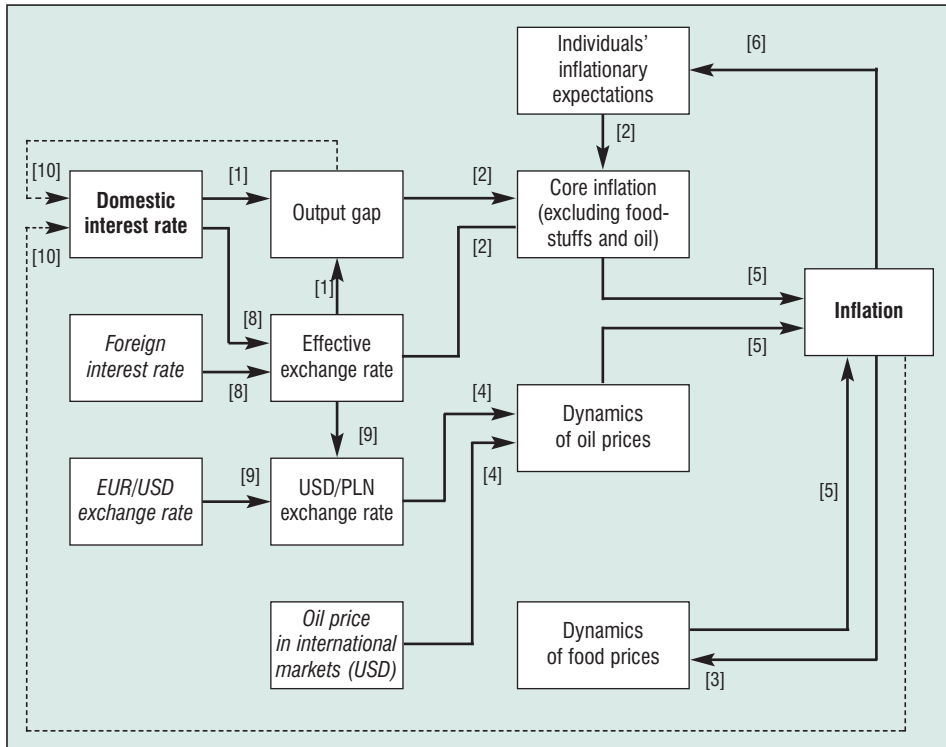 Individuals’
inflationary
expectations
[6]
[2]
[10]
[1]
[2]
Domestic
interest rate
Output gap
Core inflation
(excluding food-
stuffs and oil)
[10]
[2]
[1]
[5]
Inflation
[8]
Foreign
interest rate
Effective
exchange rate
[5]
[8]
[4]
Dynamics
of oil prices
[9]
[4]
[9]
EUR/USD
exchange rate
USD/PLN
exchange rate
[5]
Oil price
in international
markets (USD)
Dynamics
of food prices
[3]